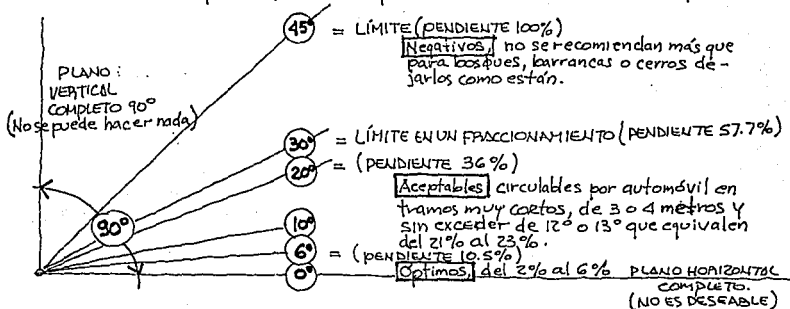 45° = LÍMITE (PENDIENTE 100%)
Negativos, no se recomiendan más que
para bosques, barrancas o cerros de-
jarlos como están.
PLANO:
VERTICAL
COMPLETO 90°
(No se puede hacer nada)
30° = LÍMITE EN UN FRACCIONAMIENTO (PENDIENTE 57.7%)
20° = (PENDIENTE 36%)
Aceptables circulables por automóvil en
tramos muy cortos, de 3 o 4 metros y
sin exceder de 12° o 13° que equivalen
del 21% al 23%.
90°
10°
6° = (PENDIENTE 10.5%)
0° Óptimos, del 2% al 6% PLANO HORIZONTAL
COMPLETO.
(NO ES DESEABLE)